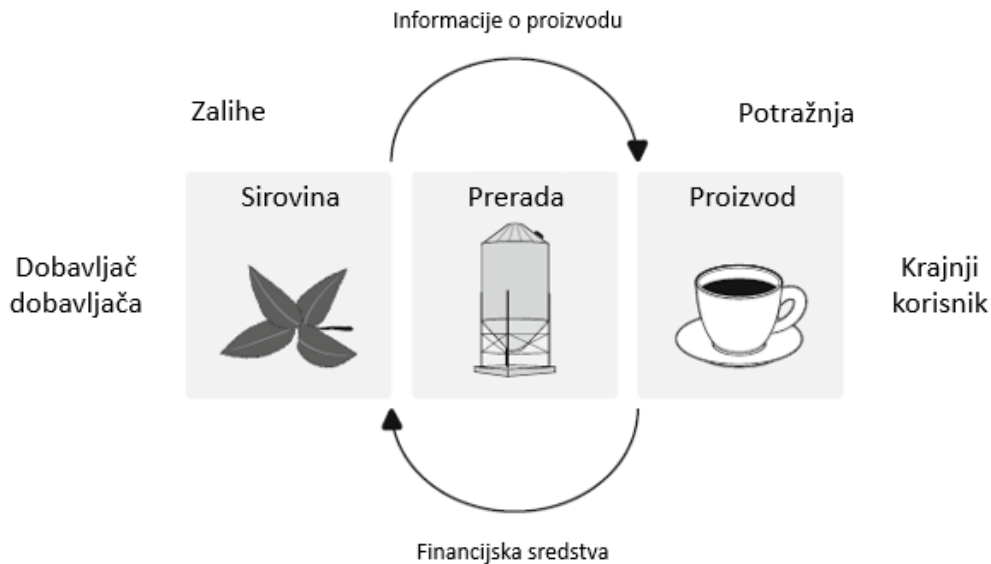 Informacije o proizvodu
Zalihe
Potražnja
Sirovina
Prerada
Proizvod
Dobavljač
dobavljača
Krajnji
korisnik
Financijska sredstva